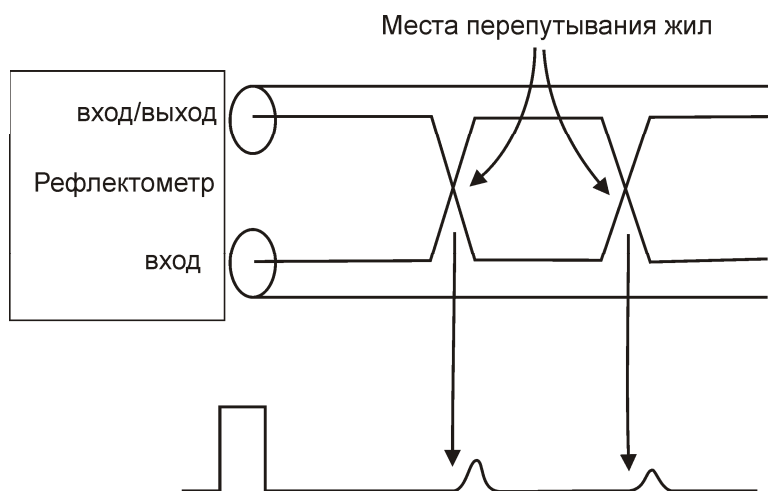 Места перепутывания жил
вход/выход
Рефлектометр
вход